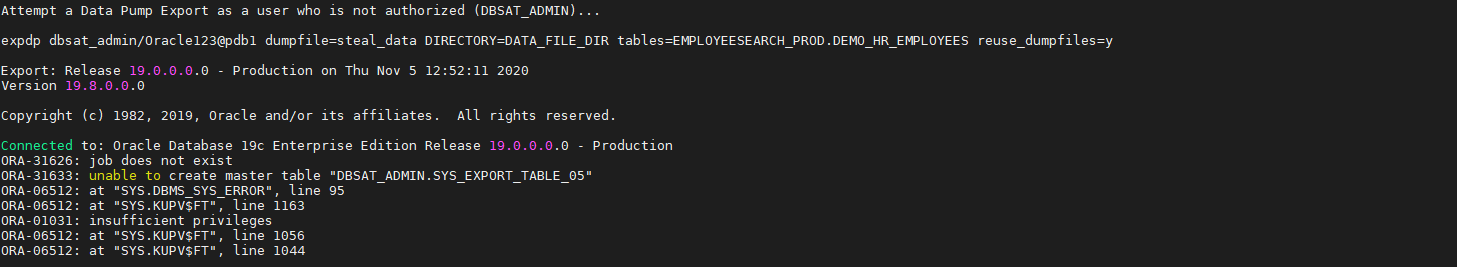 Attempt a Data Pump Export as a user who is not authorized (DBSAT_ADMIN)...
expdp dbsat_admin/Oracle123@pdb1 dumpfile=steal_data DIRECTORY=DATA_FILE_DIR tables=EMPLOYEESEARCH_PROD.DEMO_HR_EMPLOYEES reuse_dumpfiles=y
Export: Release 19.0.0.0.0 - Production on Thu Nov 5 12:52:11 2020
Version 19.8.0.0.0
Copyright (c) 1982, 2019, Oracle and/or its affiliates.  All rights reserved.
Connected to: Oracle Database 19c Enterprise Edition Release 19.0.0.0.0 - Production
ORA-31626: job does not exist
ORA-31633: unable to create master table "DBSAT_ADMIN.SYS_EXPORT_TABLE_05"
ORA-06512: at "SYS.DBMS_SYS_ERROR", line 95
ORA-06512: at "SYS.KUPV$FT", line 1163
ORA-01031: insufficient privileges
ORA-06512: at "SYS.KUPV$FT", line 1056
ORA-06512: at "SYS.KUPV$FT", line 1044